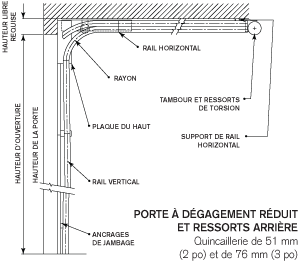 HAUTEUR LIBRE
REQUISE
RAIL HORIZONTAL
RAYON
TAMBOUR ET RESSORTS
DE TORSION
PLAQUE DU HAUT
SUPPORT DE RAIL
HORIZONTAL
HAUTEUR D'OUVERTURE
HAUTEUR DE LA PORTE
RAIL VERTICAL
ANCRAGES
DE JAMBAGE
PORTE À DÉGAGEMENT RÉDUIT
ET RESSORTS ARRIÈRE
Quincaillerie de 51 mm
(2 po) et de 76 mm (3 po)